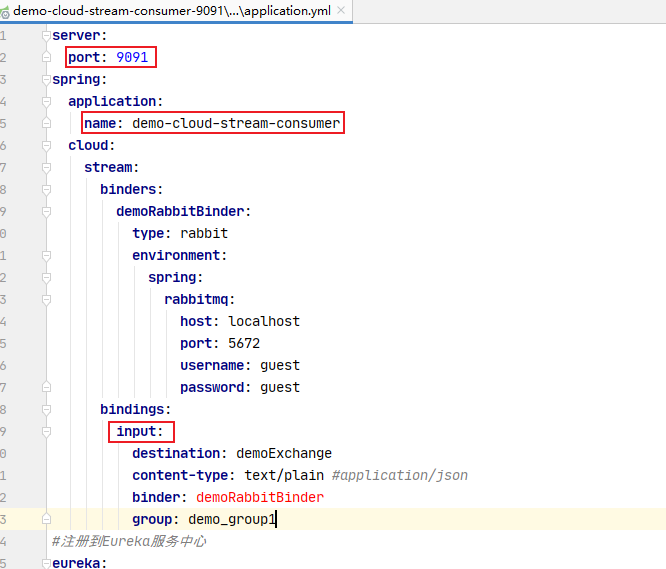 demo-cloud-stream-consumer-9091\...\application.yml
1 server:
2 port: 9091
3 spring:
4 application:
5 name: demo-cloud-stream-consumer
6 cloud:
7 stream:
8 binders:
9 demoRabbitBinder:
0 type: rabbit
1 environment:
2 spring:
3 rabbitmq:
4 host: localhost
5 port: 5672
6 username: guest
7 password: guest
8 bindings:
9 input:
0 destination: demoExchange
1 content-type: text/plain #application/json
2 binder: demoRabbitBinder
3 group: demo_group1
4 #注册到Eureka服务中心
5 eureka: